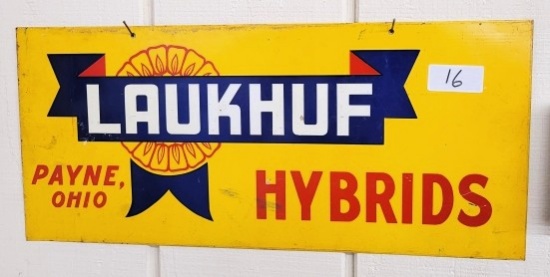 16
LAUKHUF
PAYNE,
OHIO
HYBRIDS